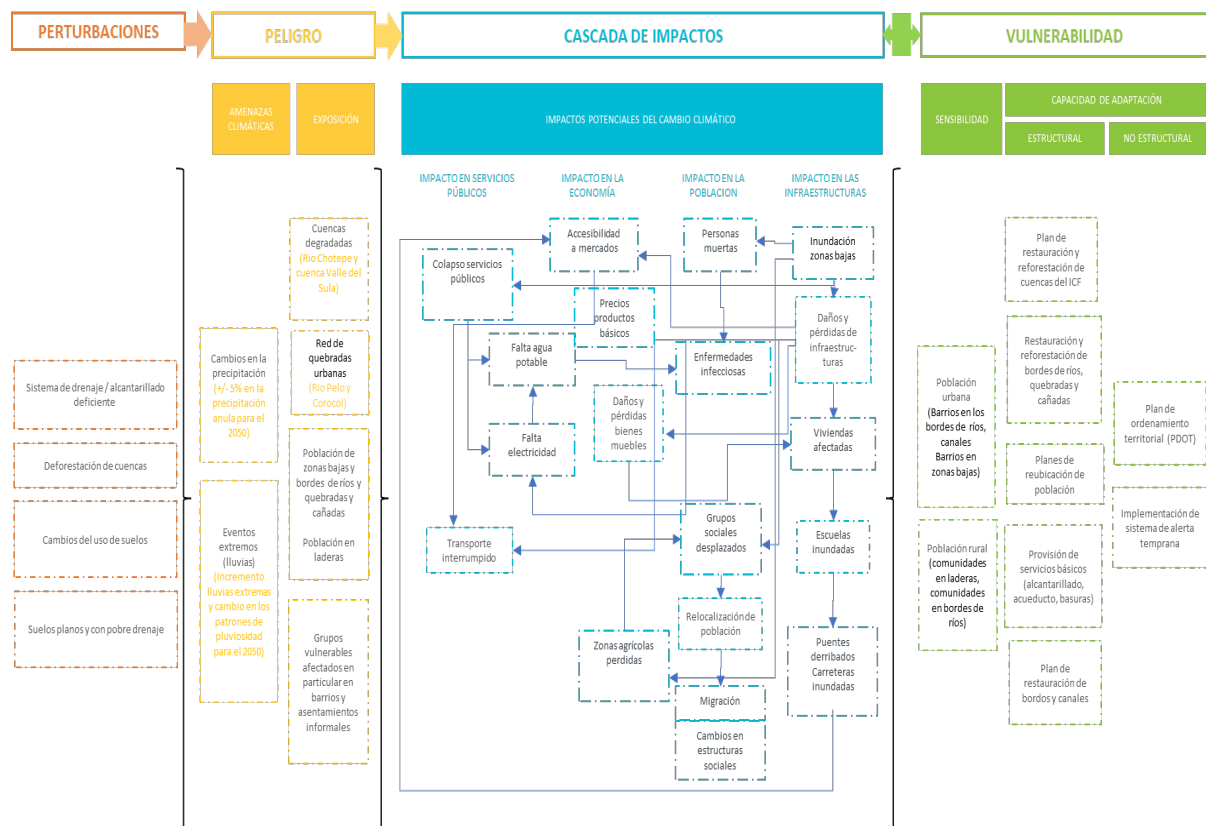 PERTURBACIONES
PELIGRO
CASCADA DE IMPACTOS
VULNERABILIDAD
AMENAZAS
CLIMÁTICAS
EXPOSICIÓN
IMPACTOS POTENCIALES DEL CAMBIO CLIMÁTICO
SENSIBILIDAD
CAPACIDAD DE ADAPTACIÓN
ESTRUCTURAL
NO ESTRUCTURAL
Sistema de drenaje / alcantarillado
deficiente
Deforestación de cuencas
Cambios del uso de suelos
Suelos planos y con pobre drenaje
Cambios en la
precipitación
(+/- 5% en la
precipitación
anula para el
2050)
Eventos
extremos
(lluvias)
(Incremento
lluvias extremas
y cambio en los
patrones de
pluviosidad
para el 2050)
Cuencas
degradadas
(Rio Chotepe y
cuenca Valle del
Sula)
Red de
quebradas
urbanas
(Rio Pelo y
Corocol)
Población de
zonas bajas y
bordes de ríos y
quebradas y
cañadas
Población en
laderas
Grupos
vulnerables
afectados en
particular en
barrios y
asentamientos
informales
IMPACTO EN SERVICIOS
PÚBLICOS
IMPACTO EN LA
ECONOMÍA
IMPACTO EN LA
POBLACION
IMPACTO EN LAS
INFRAESTRUCTURAS
Colapso servicios
públicos
Falta agua
potable
Falta
electricidad
Transporte
interrumpido
Accesibilidad
a mercados
Precios
productos
básicos
Daños y
pérdidas
bienes
muebles
Zonas agrícolas
perdidas
Personas
muertas
Enfermedades
infecciosas
Grupos
sociales
desplazados
Relocalización de
población
Migración
Cambios en
estructuras
sociales
Inundación
zonas bajas
Daños y
pérdidas de
infraestruc-
turas
Viviendas
afectadas
Escuelas
inundadas
Puentes
derribados
Carreteras
inundadas
Población
urbana
(Barrios en los
bordes de ríos,
canales
Barrios en
zonas bajas)
Población rural
(comunidades
en laderas,
comunidades
en bordes de
ríos)
Plan de
restauración y
reforestación de
cuencas del ICF
Restauración y
reforestación de
bordes de ríos,
quebradas y
cañadas
Planes de
reubicación de
población
Provisión de
servicios básicos
(alcantarillado,
acueducto, basuras)
Plan de
restauración de
bordos y canales
Plan de
ordenamiento
territorial (PDOT)
Implementación de
sistema de alerta
temprana